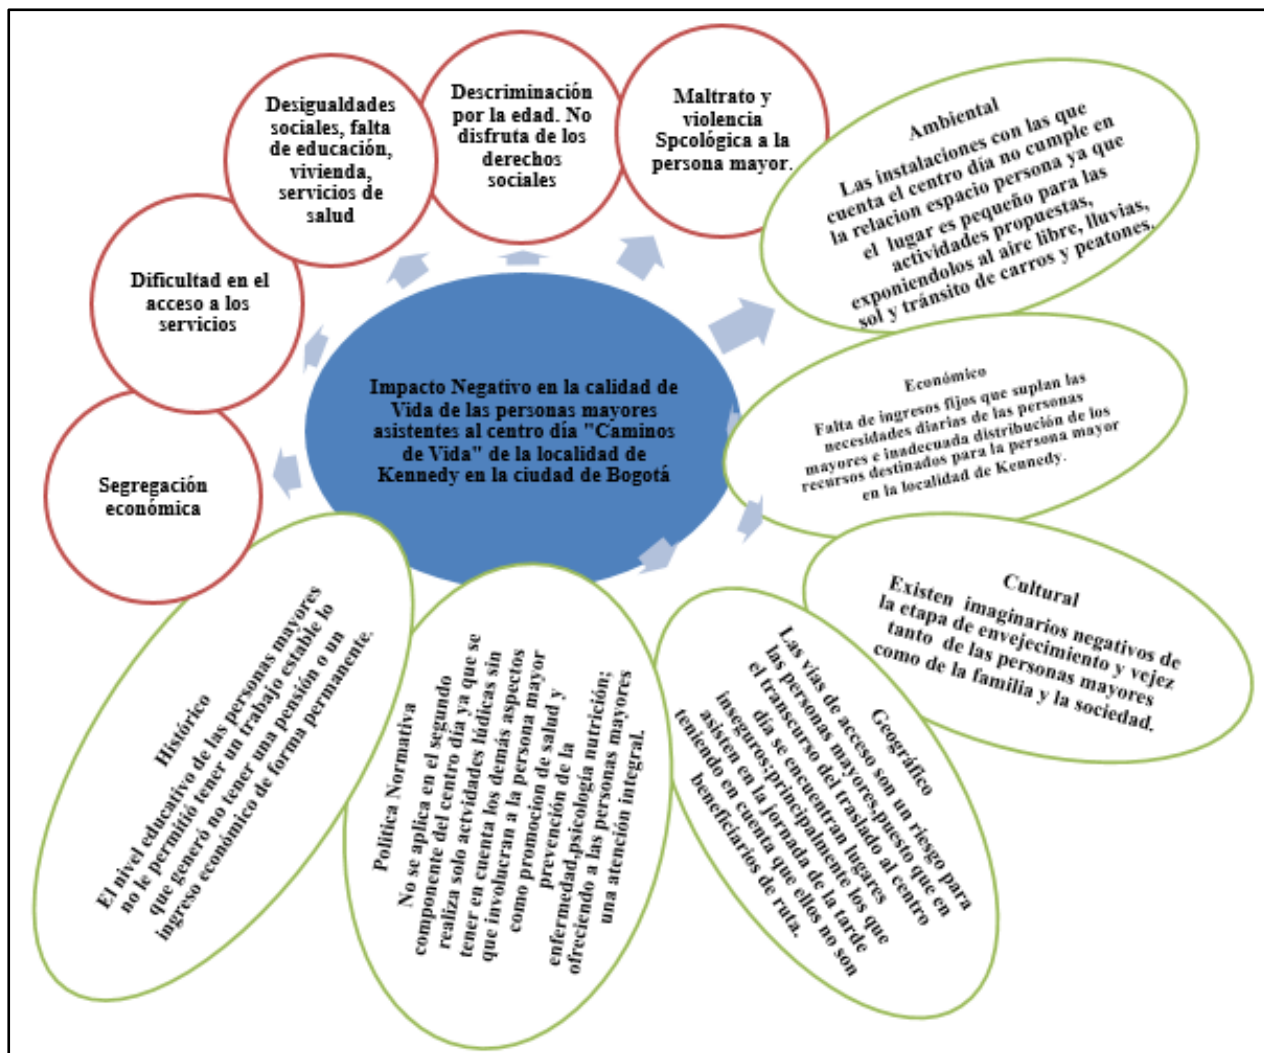 Desigualdades
sociales, falta
de educación,
vivienda,
servicios de
salud
Descriminación
por la edad. No
disfruta de los
derechos
sociales
Maltrato y
violencia
Spcológica a la
persona mayor.
Ambiental
Las instalaciones con las que
cuenta el centro día no cumple en
la relacion espacio persona ya que
el lugar es pequeño para las
actividades propuestas,
exponiendolos al aire libre, lluvias,
sol y tránsito de carros y peatones.
Dificultad en el
acceso a los
servicios
Impacto Negativo en la calidad de
Vida de las personas mayores
asistentes al centro día "Caminos
de Vida" de la localidad de
Kennedy en la ciudad de Bogotá
Económico
Falta de ingresos fijos que suplan las
necesidades diarias de las personas
mayores e inadecuada distribución de los
recursos destinados para la persona mayor
en la localidad de Kennedy.
Segregación
económica
Cultural
Existen imaginarios negativos de
la etapa de envejecimiento y vejez
tanto de las personas mayores
como de la familia y la sociedad.
Geográfico
Las vías de acceso son un riesgo para
las personas mayores,puesto que en
el transcurso del traslado al centro
día se encuentran lugares
inseguros;principalmente los que
asisten en la jornada de la tarde
teniendo en cuenta que ellos no son
beneficiarios de ruta.
Politica Normativa
No se aplica en el segundo
componente del centro día ya que se
realiza solo actvidades lúdicas sin
tener en cuenta los demás aspectos
que involucran a la persona mayor
como promocion de salud y
prevención de la
enfermedad,psicología nutrición;
ofreciendo a las personas mayores
una atención integral.
Histórico
El nivel educativo de las personas mayores
no le permitió tener un trabajo estable lo
que generó no tener una pensión o un
ingreso económico de forma permanente.